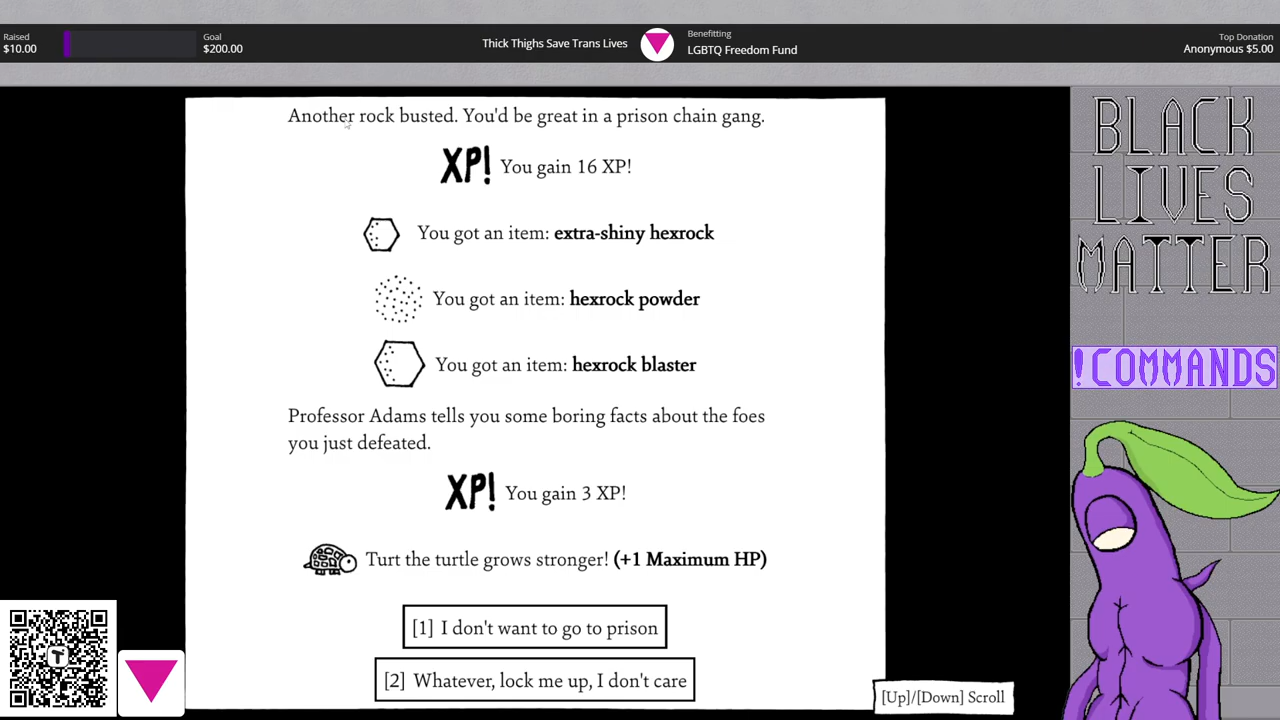 Raised
$10.00
Goal
$200.00
Thick Thighs Save Trans Lives
Benefitting
LGBTQ Freedom Fund
Top Donation
Anonymous $5.00
Another rock busted. You'd be great in a prison chain gang.
XP! You gain 16 XP!
You got an item: extra-shiny hexrock
You got an item: hexrock powder
You got an item: hexrock blaster
Professor Adams tells you some boring facts about the foes
you just defeated.
XP! You gain 3 XP!
Turt the turtle grows stronger! (+1 Maximum HP)
[1] I don't want to go to prison
[2] Whatever, lock me up, I don't care
[Up]/[Down] Scroll
BLACK
LIVES
MATTER
!COMMANDS
T